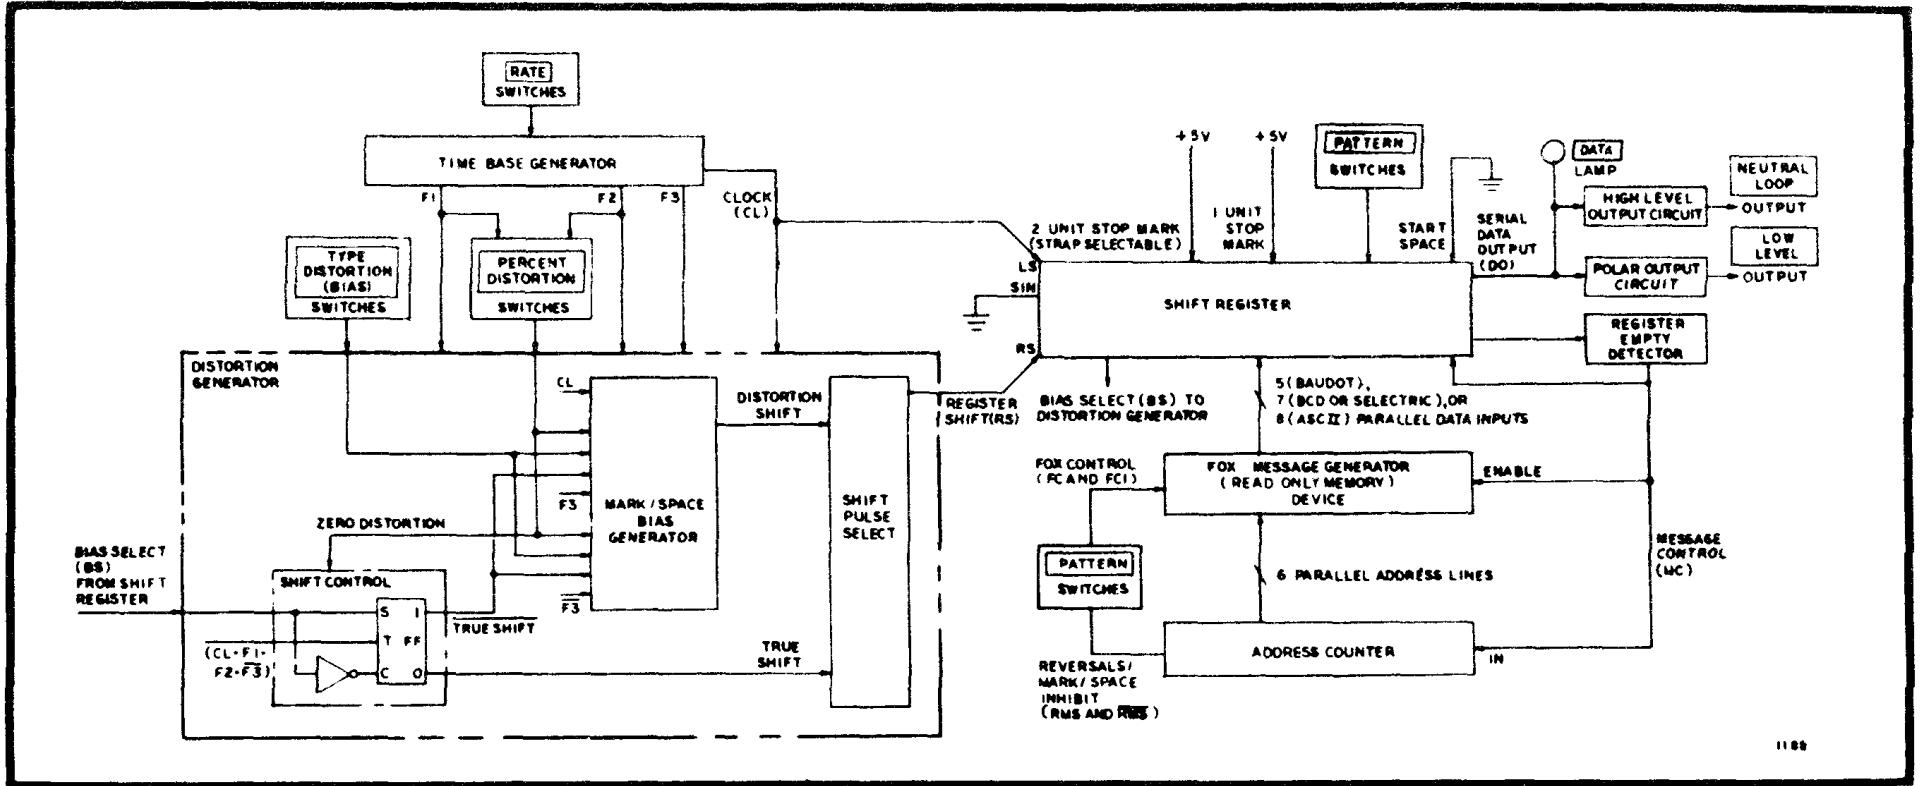 RATE
SWITCHES
TIME BASE GENERATOR
F1
F2
F3
CLOCK
(CL)
TYPE
DISTORTION
(BIAS)
SWITCHES
PERCENT
DISTORTION
SWITCHES
DISTORTION
GENERATOR
CL
F3
MARK/SPACE
BIAS
GENERATOR
F3
DISTORTION
SHIFT
SHIFT
PULSE
SELECT
ZERO DISTORTION
BIAS SELECT
(BS)
FROM SHIFT
REGISTER
SHIFT CONTROL
S 1
T FF
C 0
(CL·F1·
F2·F3)
TRUE SHIFT
TRUE
SHIFT
REGISTER
SHIFT(RS)
2 UNIT STOP MARK
(STRAP SELECTABLE)
+5V
+5V
1 UNIT
STOP
MARK
PATTERN
SWITCHES
START
SPACE
SERIAL
DATA
OUTPUT
(DO)
DATA
LAMP
HIGH LEVEL
OUTPUT CIRCUIT
NEUTRAL
LOOP
OUTPUT
POLAR OUTPUT
CIRCUIT
LOW
LEVEL
OUTPUT
LS
SIN
RS
SHIFT REGISTER
REGISTER
EMPTY
DETECTOR
BIAS SELECT (BS) TO
DISTORTION GENERATOR
5 (BAUDOT),
7 (BCD OR SELECTRIC), OR
8 (ASCII) PARALLEL DATA INPUTS
FOX CONTROL
(FC AND FC1)
FOX MESSAGE GENERATOR
(READ ONLY MEMORY)
DEVICE
ENABLE
PATTERN
SWITCHES
6 PARALLEL ADDRESS LINES
MESSAGE
CONTROL
(MC)
ADDRESS COUNTER
IN
REVERSALS/
MARK/SPACE
INHIBIT
(RMS AND RMS)
1188